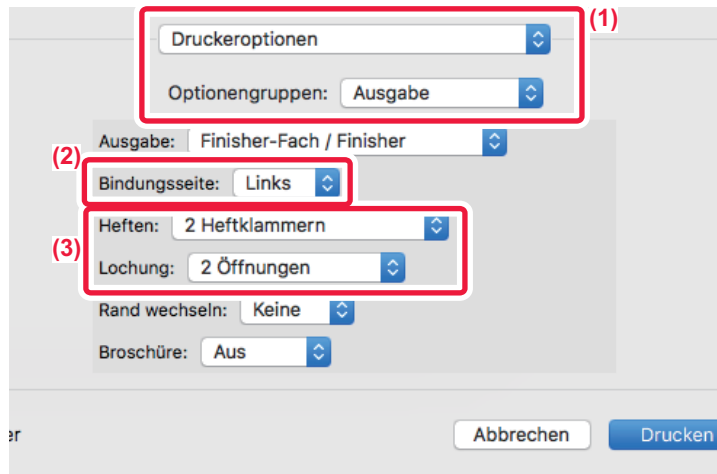 (1)
Druckeroptionen
Optionengruppen: Ausgabe
Ausgabe: Finisher-Fach / Finisher
(2)
Bindungsseite: Links
Heften: 2 Heftklammern
(3)
Lochung: 2 Öffnungen
Rand wechseln: Keine
Broschüre: Aus
er Abbrechen Drucken